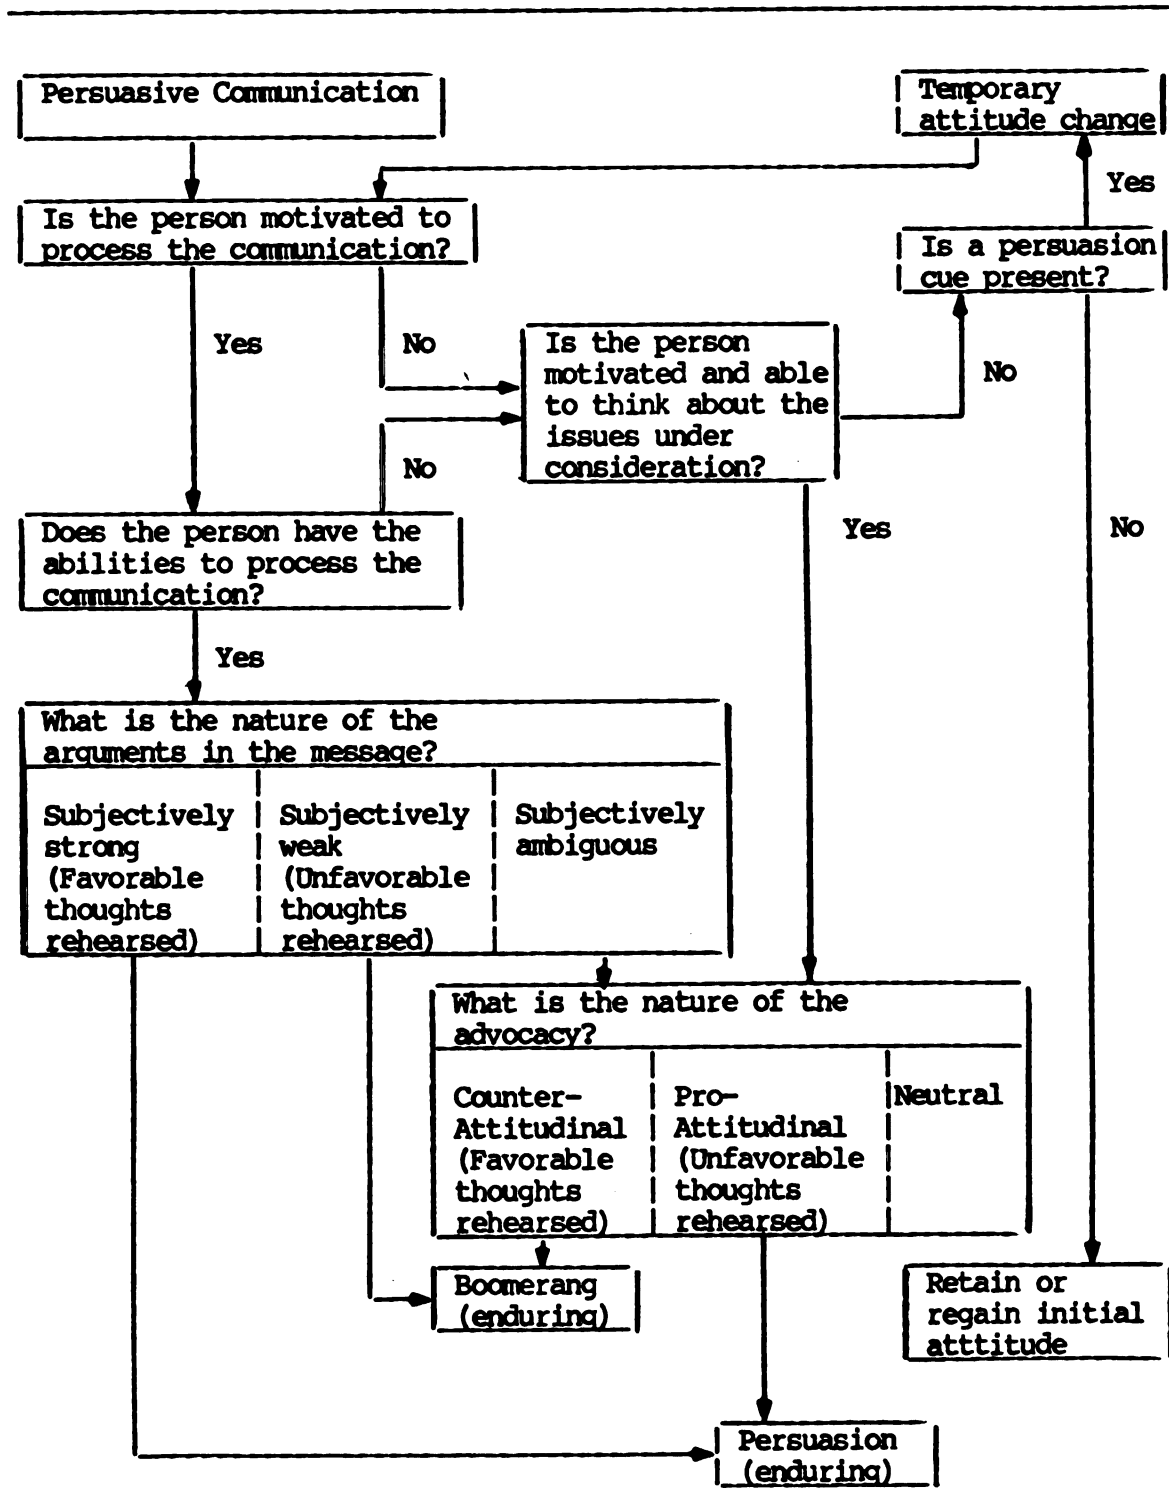 Persuasive Communication
Temporary
attitude change
Yes
Is the person motivated to
process the communication?
Is a persuasion
cue present?
Yes
No
Is the person
motivated and able
to think about the
issues under
consideration?
No
No
Does the person have the
abilities to process the
communication?
Yes
No
Yes
What is the nature of the
arguments in the message?
Subjectively
strong
(Favorable
thoughts
rehearsed)
Subjectively
weak
(Unfavorable
thoughts
rehearsed)
Subjectively
ambiguous
What is the nature of the
advocacy?
Counter-
Attitudinal
(Favorable
thoughts
rehearsed)
Pro-
Attitudinal
(Unfavorable
thoughts
rehearsed)
Neutral
Boomerang
(enduring)
Retain or
regain initial
atttitude
Persuasion
(enduring)